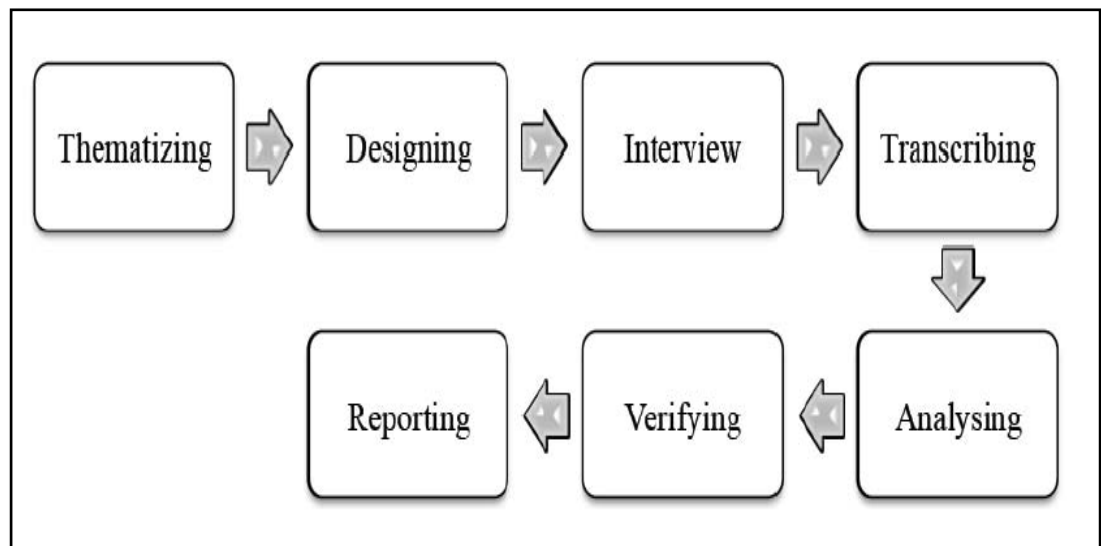 Thematizing
Designing
Interview
Transcribing
Analysing
Verifying
Reporting